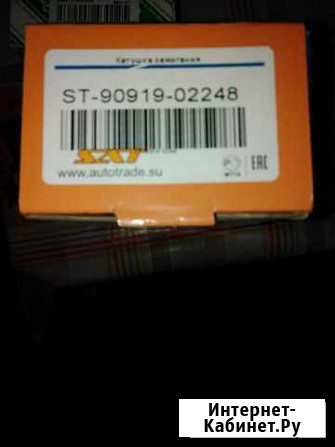 Катушка зажигания
ST-90919-02248
SAT
www.autotrade.su
EAC
Интернет-
Кабинет.Ру